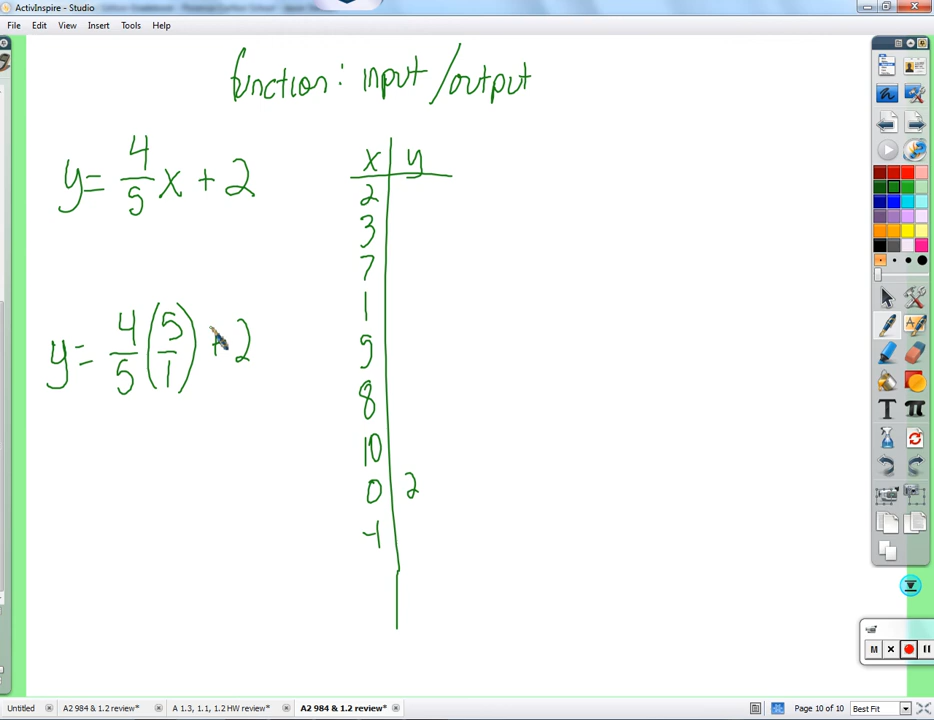 ActivInspire - Studio
File Edit View Insert Tools Help
function: input/output
y= 4/5 x + 2
x y
2
3
7
1
y= 4/5 (5/1) + 2
9
8
10
0 2
-1
M
Untitled A2 984 & 1.2 review* A 1.3, 1.1, 1.2 HW review* A2 984 & 1.2 review* Page 10 of 10 Best Fit